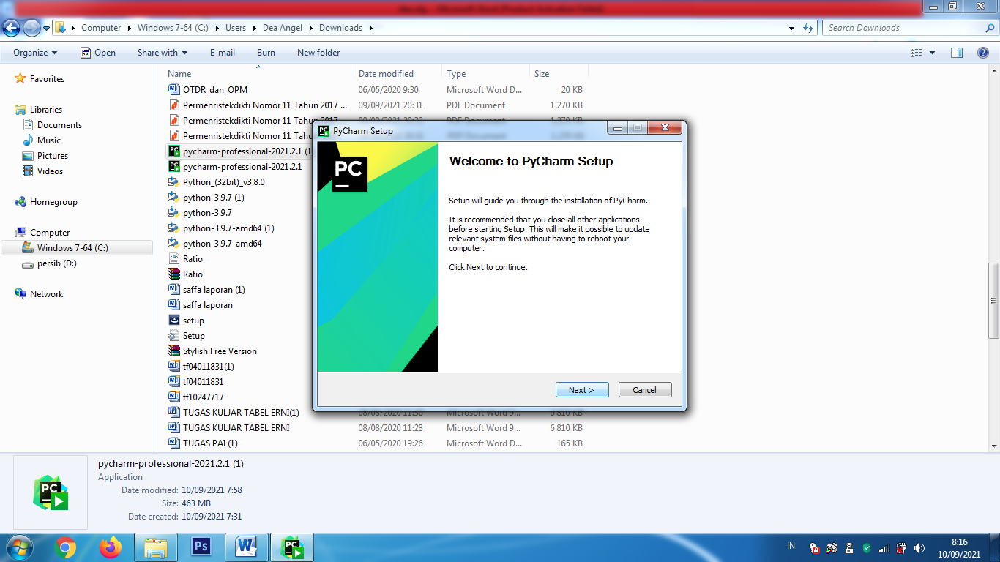 Computer Windows 7-64 (C:) Users Dea Angel Downloads
Search Downloads
Organize Open Share with E-mail Burn New folder
Name Date modified Type Size
Favorites
Libraries
Documents
Music
Pictures
Videos
Homegroup
Computer
Windows 7-64 (C:)
persib (D:)
Network
OTDR_dan_OPM 06/05/2020 9:30 Microsoft Word D... 20 KB
Permenristekdikti Nomor 11 Tahun 2017 ... 09/09/2021 20:31 PDF Document 1.270 KB
Permenristekdikti Nomor 11 Tahun 2017
Permenristekdikti Nomor 11 Tahu
pycharm-professional-2021.2.1 (1
pycharm-professional-2021.2.1
Python_(32bit)_v3.8.0
python-3.9.7 (1)
python-3.9.7
python-3.9.7-amd64 (1)
python-3.9.7-amd64
Ratio
Ratio
saffa laporan (1)
saffa laporan
setup
Setup
Stylish Free Version
tf04011831(1)
tf04011831
tf10247717
TUGAS KULJAR TABEL ERNI(1) 08/08/2020 11:30 Microsoft Word 9... 6.810 KB
TUGAS KULJAR TABEL ERNI 08/08/2020 11:28 Microsoft Word 9... 6.810 KB
TUGAS PAI (1) 06/05/2020 19:26 Microsoft Word D... 165 KB
PyCharm Setup
PC
Welcome to PyCharm Setup
Setup will guide you through the installation of PyCharm.
It is recommended that you close all other applications
before starting Setup. This will make it possible to update
relevant system files without having to reboot your
computer.
Click Next to continue.
Next > Cancel
PC
pycharm-professional-2021.2.1 (1)
Application
Date modified: 10/09/2021 7:58
Size: 463 MB
Date created: 10/09/2021 7:31
Ps
PC
IN
8:16
10/09/2021